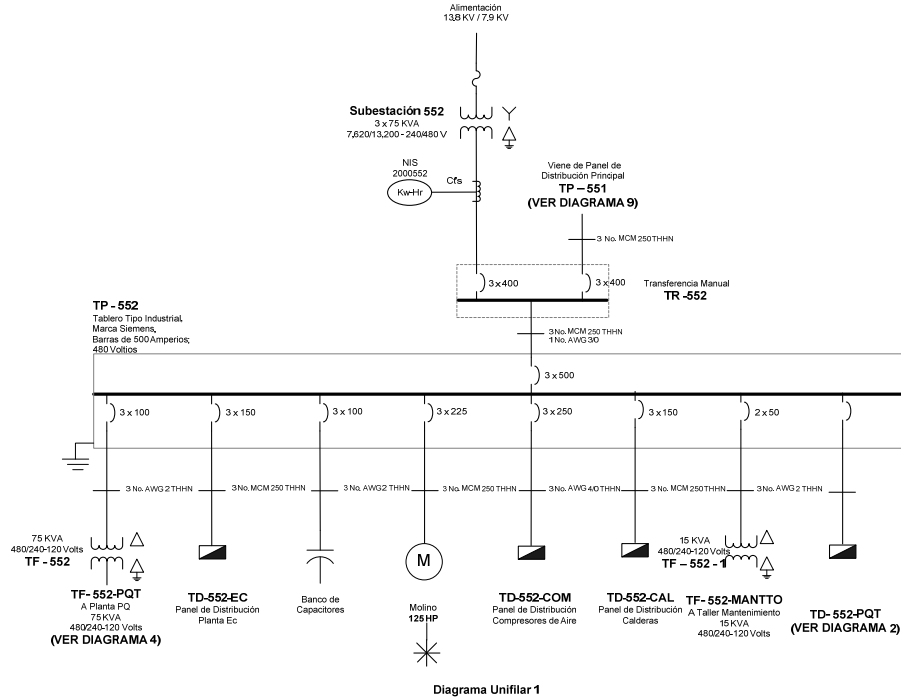 Alimentación
13,8 KV / 7,9 KV
Subestación 552
3 x 75 KVA
7,620/13,200 - 240/480 V
NIS
2000552
Kw-Hr
Ct's
Viene de Panel de
Distribución Principal
TP - 551
(VER DIAGRAMA 9)
3 No. MCM 250 THHN
3 x 400
3 x 400
Transferencia Manual
TR -552
TP - 552
Tablero Tipo Industrial.
Marca Siemens,
Barras de 500 Amperios;
480 Voltios
3 No. MCM 250 THHN
1 No. AWG 3/0
3 x 500
3 x 100
3 x 150
3 x 100
3 x 225
3 x 250
3 x 150
2 x 50
3 No. AWG 2 THHN
3 No. MCM 250 THHN
3 No. AWG 2 THHN
3 No. MCM 250 THHN
3 No. AWG 4/0 THHN
3 No. MCM 250 THHN
3 No. AWG 2 THHN
75 KVA
480/240-120 Volts
TF - 552
M
15 KVA
480/240-120 Volts
TF - 552 - 1
TF- 552-PQT
A Planta PQ
75 KVA
480/240-120 Volts
(VER DIAGRAMA 4)
TD-552-EC
Panel de Distribución
Planta Ec
Banco de
Capacitores
Molino
125 HP
TD-552-COM
Panel de Distribución
Compresores de Aire
TD-552-CAL
Panel de Distribución
Calderas
TF- 552-MANTTO
A Taller Mantenimiento
15 KVA
480/240-120 Volts
TD- 552-PQT
(VER DIAGRAMA 2)
Diagrama Unifilar 1